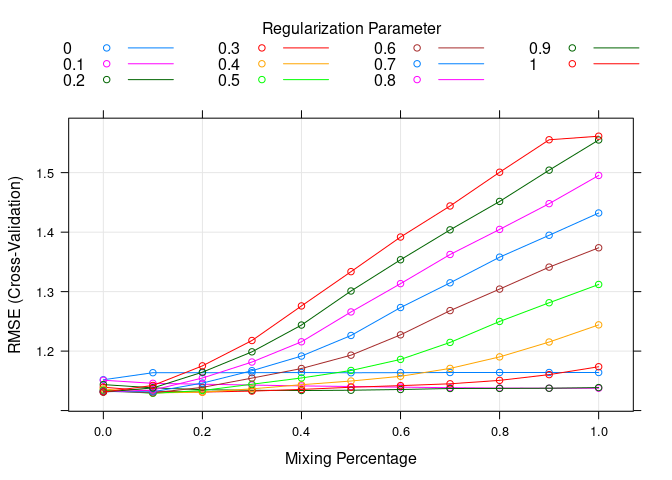 Regularization Parameter
0 0.3 0.6 0.9
0.1 0.4 0.7 1
0.2 0.5 0.8
1.5
1.4
1.3
1.2
RMSE (Cross-Validation)
0.0 0.2 0.4 0.6 0.8 1.0
Mixing Percentage